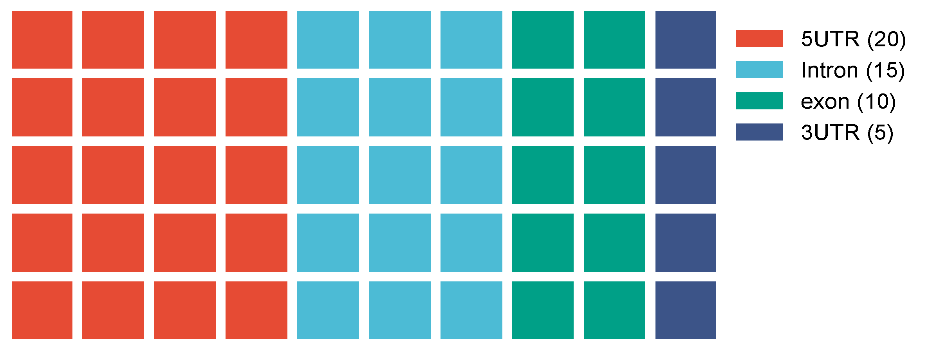 5UTR (20)
Intron (15)
exon (10)
3UTR (5)